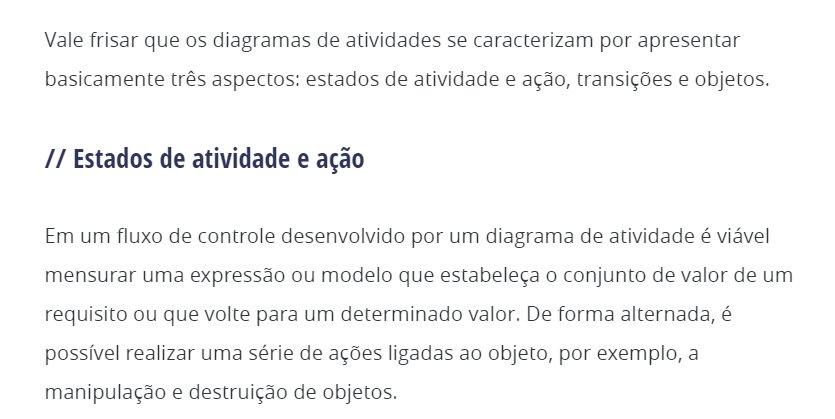 Vale frisar que os diagramas de atividades se caracterizam por apresentar
basicamente três aspectos: estados de atividade e ação, transições e objetos.
// Estados de atividade e ação
Em um fluxo de controle desenvolvido por um diagrama de atividade é viável
mensurar uma expressão ou modelo que estabeleça o conjunto de valor de um
requisito ou que volte para um determinado valor. De forma alternada, é
possível realizar uma série de ações ligadas ao objeto, por exemplo, a
manipulação e destruição de objetos.